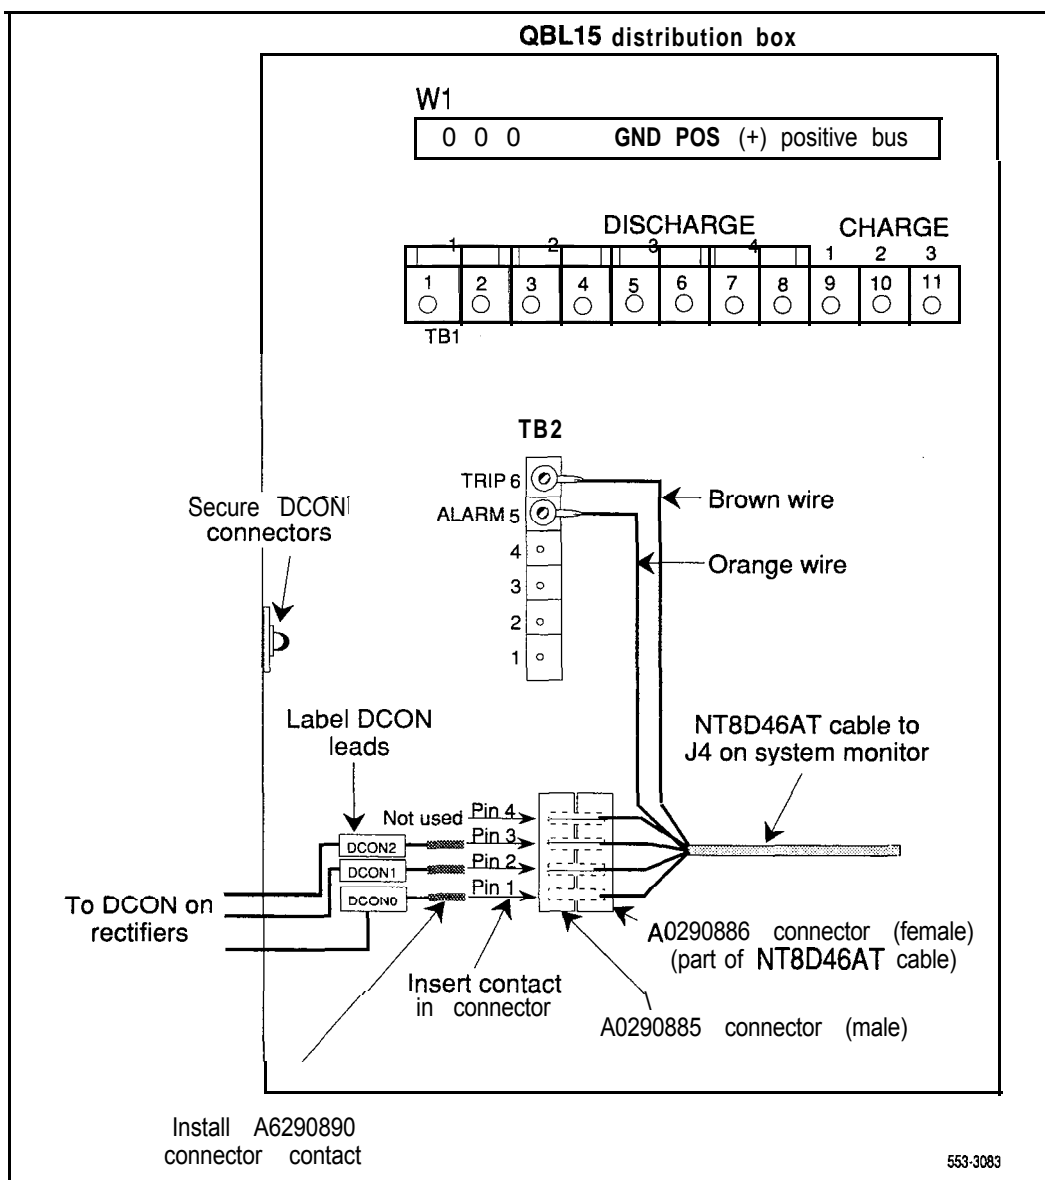 QBL15 distribution box
W1
0 0 0 GND POS (+) positive bus
DISCHARGE CHARGE
1 2 3 4 1 2 3
1 2 3 4 5 6 7 8 9 10 11
TB1
TB2
TRIP 6
ALARM 5
4
3
2
1
Brown wire
Orange wire
Secure DCON
connectors
Label DCON
leads
NT8D46AT cable to
J4 on system monitor
Not used Pin 4
DCON2 Pin 3
DCON1 Pin 2
DCON0 Pin 1
To DCON on
rectifiers
A0290886 connector (female)
(part of NT8D46AT cable)
Insert contact
in connector
A0290885 connector (male)
Install A6290890
connector contact
553-3083